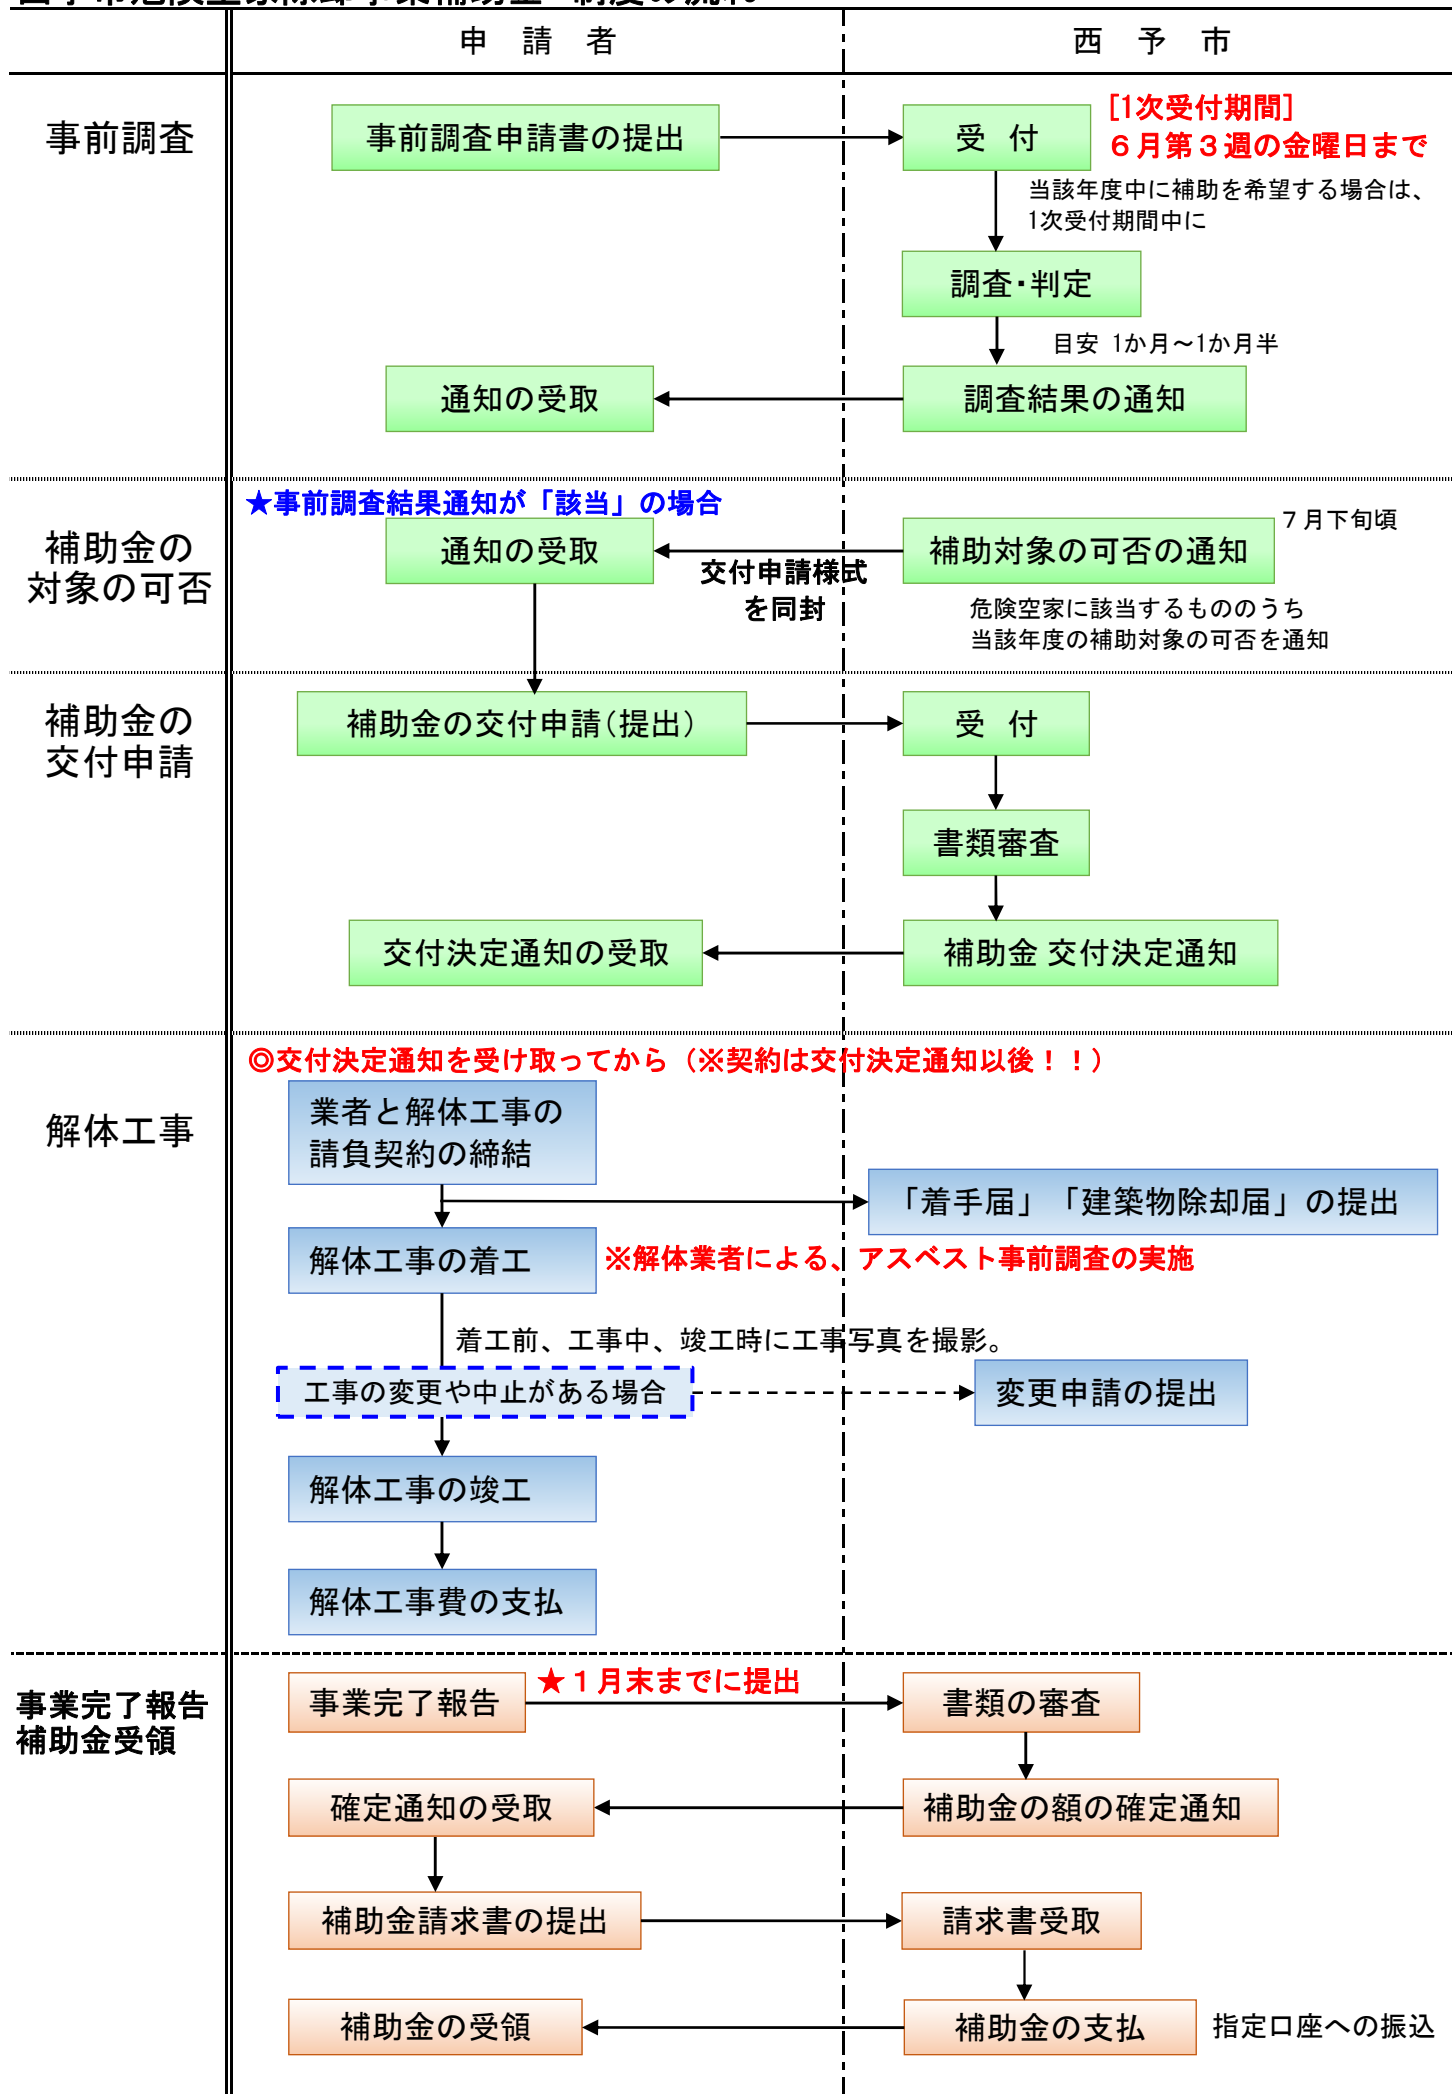 申 請 者
西 予 市
事前調査
事前調査申請書の提出
受 付
[1次受付期間]
６月第３週の金曜日まで
当該年度中に補助を希望する場合は、
1次受付期間中に
調査・判定
目安 1か月～1か月半
通知の受取
調査結果の通知
★事前調査結果通知が「該当」の場合
補助金の
対象の可否
通知の受取
補助対象の可否の通知
７月下旬頃
交付申請様式
を同封
危険空家に該当するもののうち
当該年度の補助対象の可否を通知
補助金の
交付申請
補助金の交付申請(提出)
受 付
書類審査
交付決定通知の受取
補助金 交付決定通知
◎交付決定通知を受け取ってから（※契約は交付決定通知以後！！）
解体工事
業者と解体工事の
請負契約の締結
「着手届」「建築物除却届」の提出
解体工事の着工
※解体業者による、アスベスト事前調査の実施
着工前、工事中、竣工時に工事写真を撮影。
工事の変更や中止がある場合
変更申請の提出
解体工事の竣工
解体工事費の支払
事業完了報告
補助金受領
事業完了報告
★１月末までに提出
書類の審査
確定通知の受取
補助金の額の確定通知
補助金請求書の提出
請求書受取
補助金の受領
補助金の支払
指定口座への振込